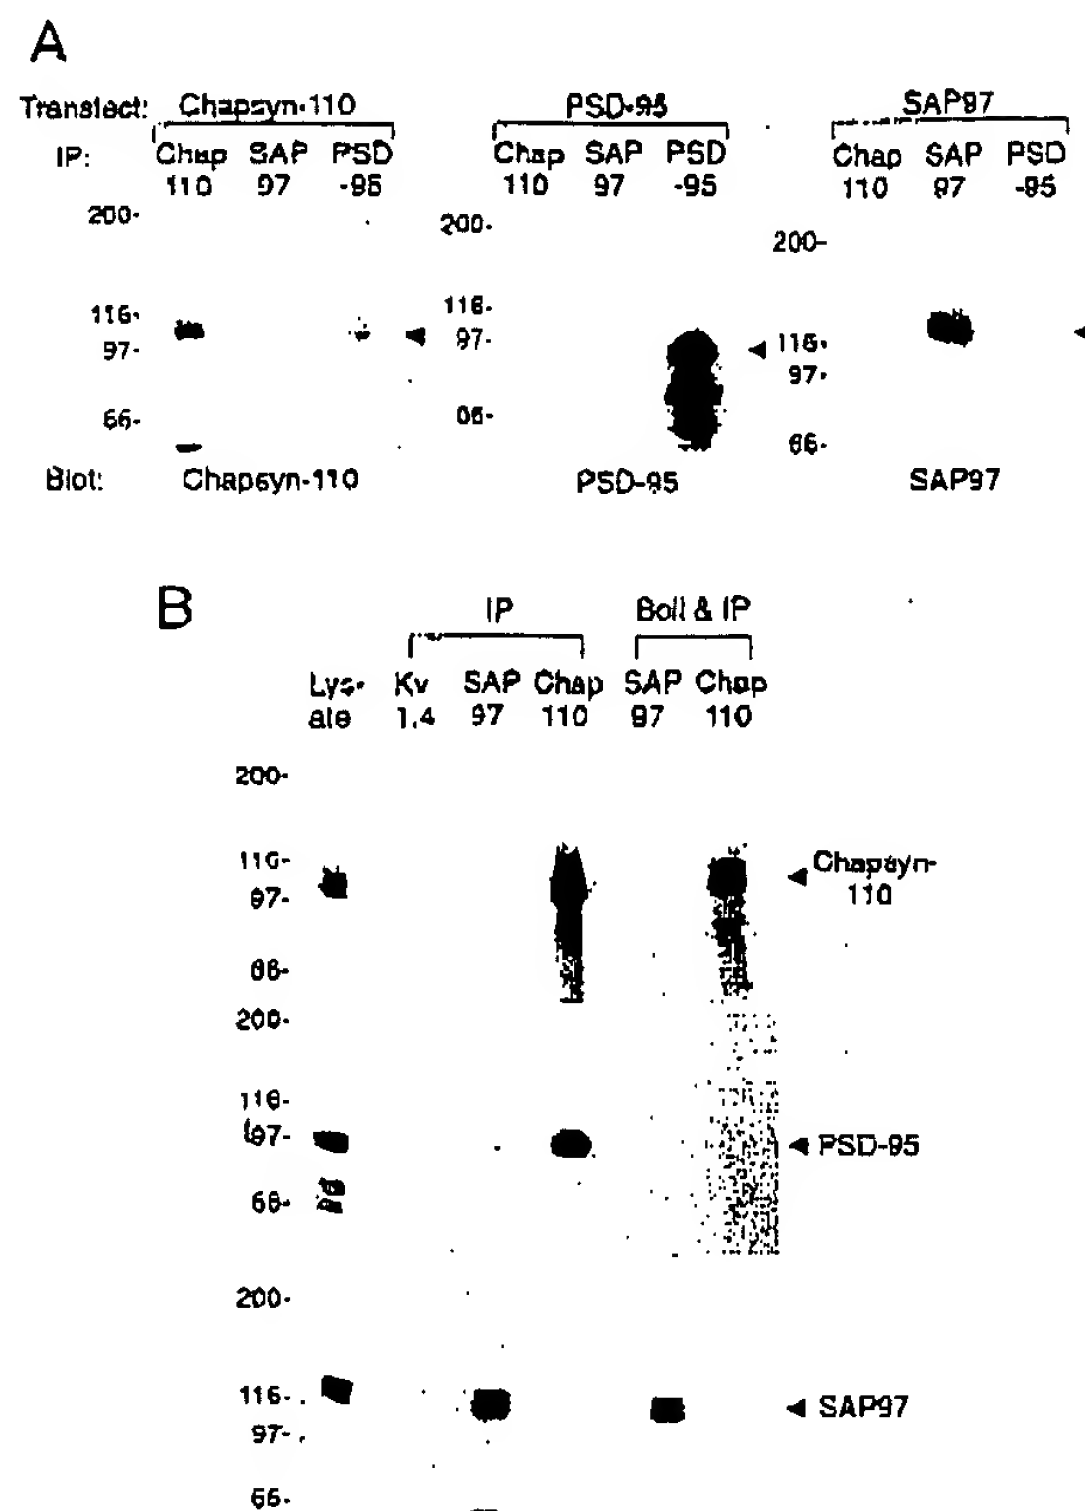 A
Transfect: Chapsyn-110 PSD-95 SAP97
IP: Chap SAP PSD Chap SAP PSD Chap SAP PSD
110 97 -95 110 97 -95 110 97 -95
200- 200- 200-
116- 116- 116-
97- 97- 97-
66- 66- 66-
Blot: Chapsyn-110 PSD-95 SAP97
B
IP Boil & IP
Lys- Kv SAP Chap SAP Chap
ate 1.4 97 110 97 110
200-
116- Chapsyn-
97- 110
66-
200-
116-
97- PSD-95
66-
200-
116- SAP97
97-
66-